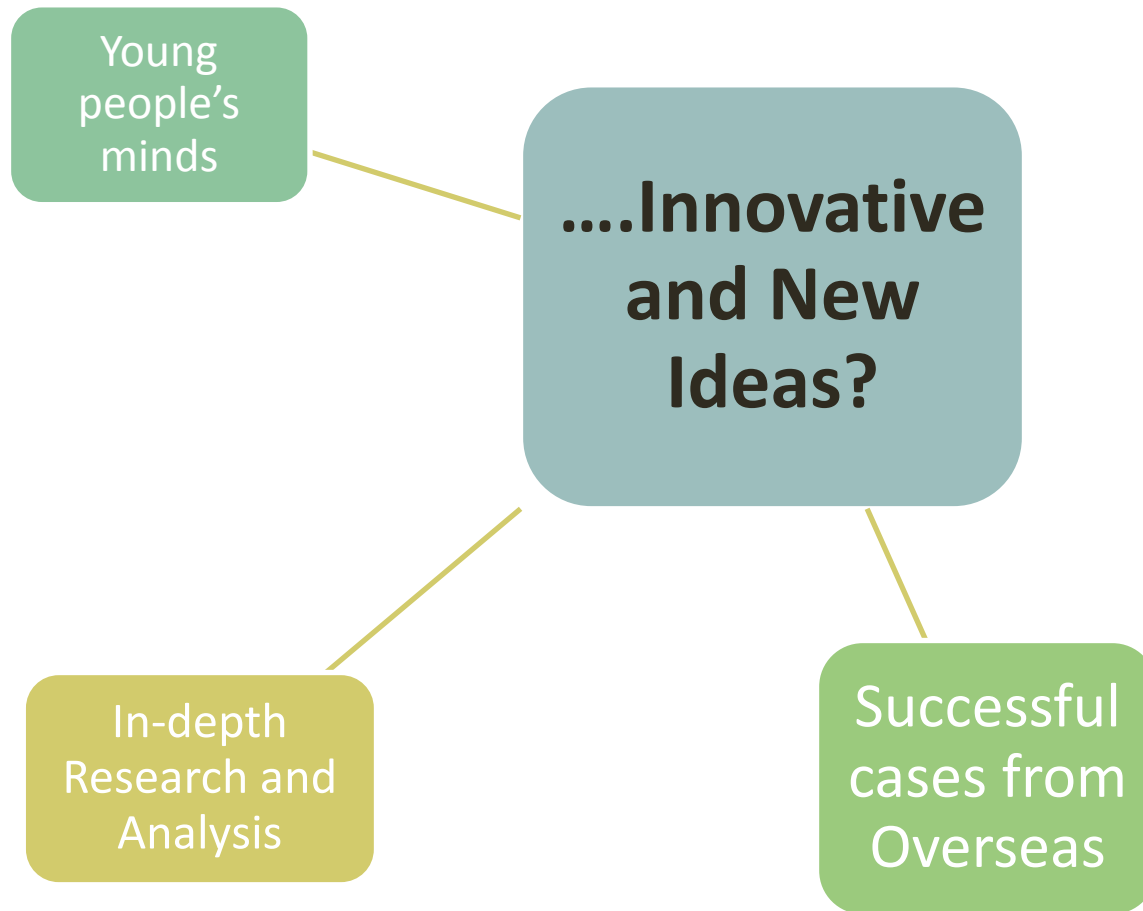 Young
people’s
minds
....Innovative
and New
Ideas?
In-depth
Research and
Analysis
Successful
cases from
Overseas